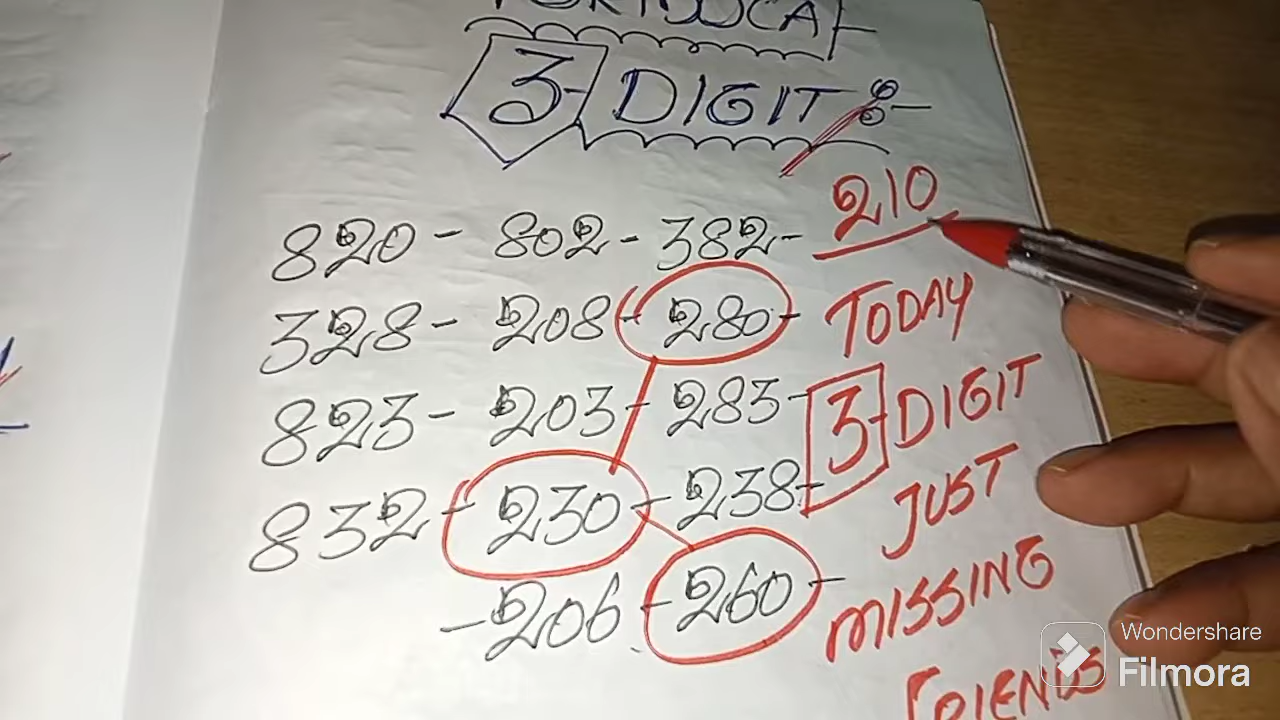 3 DIGIT :-
820 - 802 - 382 - 210
328 - 208 - 280 - TODAY
823 - 203 - 283 - 3 DIGIT
832 - 230 - 238 - JUST
- 206 - 260 - MISSING
FRIENDS
Wondershare
Filmora